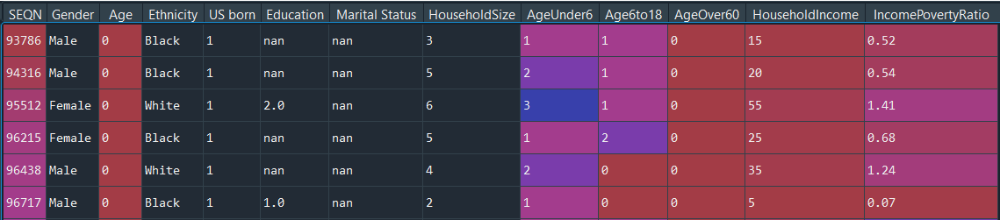 SEQN Gender Age Ethnicity US born Education Marital Status HouseholdSize AgeUnder6 Age6to18 AgeOver60 HouseholdIncome IncomePovertyRatio
93786 Male 0 Black 1 nan nan 3 1 1 0 15 0.52
94316 Male 0 Black 1 nan nan 5 2 1 0 20 0.54
95512 Female 0 White 1 2.0 nan 6 3 1 0 55 1.41
96215 Female 0 Black 1 nan nan 5 1 2 0 25 0.68
96438 Male 0 White 1 nan nan 4 2 0 0 35 1.24
96717 Male 0 Black 1 1.0 nan 2 1 0 0 5 0.07